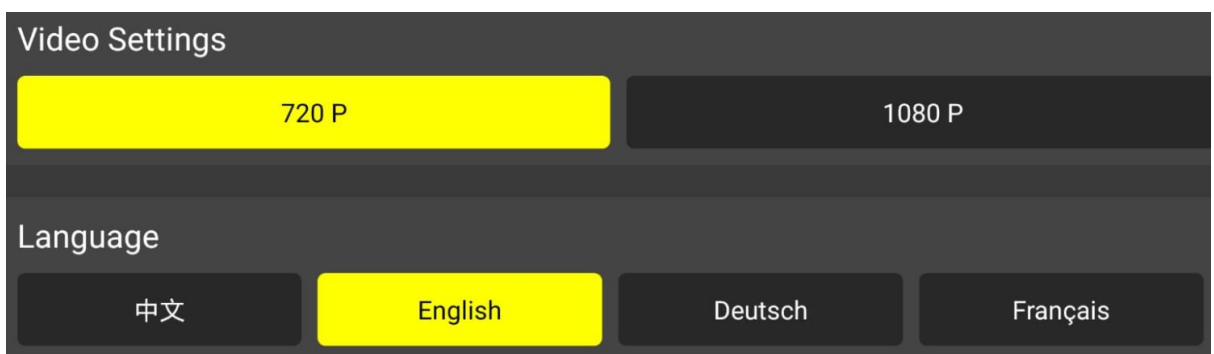 Video Settings
720 P 1080 P
Language
中文 English Deutsch Français